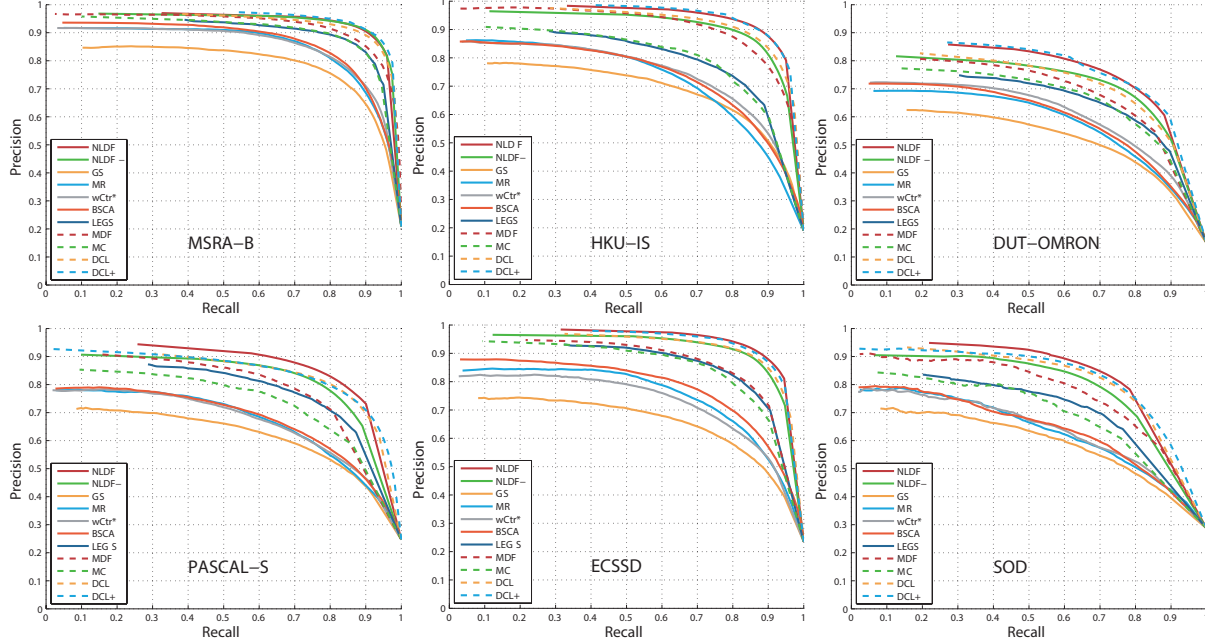 Precision
1
0.9
0.8
0.7
0.6
0.5
0.4
0.3
0.2
0.1
0
NLDF
NLDF −
GS
MR
wCtr*
BSCA
LEGS
MDF
MC
DCL
DCL+
MSRA−B
0 0.1 0.2 0.3 0.4 0.5 0.6 0.7 0.8 0.9 1
Recall
Precision
1
0.9
0.8
0.7
0.6
0.5
0.4
0.3
0.2
0.1
0
NLD F
NLDF−
GS
MR
wCtr*
BSCA
LEGS
MDF
MC
DCL
DCL+
HKU−IS
0 0.1 0.2 0.3 0.4 0.5 0.6 0.7 0.8 0.9 1
Recall
Precision
1
0.9
0.8
0.7
0.6
0.5
0.4
0.3
0.2
0.1
0
NLDF
NLDF −
GS
MR
wCtr*
BSCA
LEGS
MDF
MC
DCL
DCL+
DUT−OMRON
0 0.1 0.2 0.3 0.4 0.5 0.6 0.7 0.8 0.9 1
Recall
Precision
1
0.9
0.8
0.7
0.6
0.5
0.4
0.3
0.2
0.1
0
NLDF
NLDF−
GS
MR
wCtr*
BSCA
LEG S
MDF
MC
DCL
DCL+
PASCAL−S
0 0.1 0.2 0.3 0.4 0.5 0.6 0.7 0.8 0.9 1
Recall
Precision
1
0.9
0.8
0.7
0.6
0.5
0.4
0.3
0.2
0.1
0
NLDF
NLDF−
GS
MR
wCtr*
BSCA
LEG S
MDF
MC
DCL
DCL+
ECSSD
0 0.1 0.2 0.3 0.4 0.5 0.6 0.7 0.8 0.9 1
Recall
Precision
1
0.9
0.8
0.7
0.6
0.5
0.4
0.3
0.2
0.1
0
NLDF
NLDF−
GS
MR
wCtr*
BSCA
LEGS
MDF
MC
DCL
DCL+
SOD
0 0.1 0.2 0.3 0.4 0.5 0.6 0.7 0.8 0.9 1
Recall